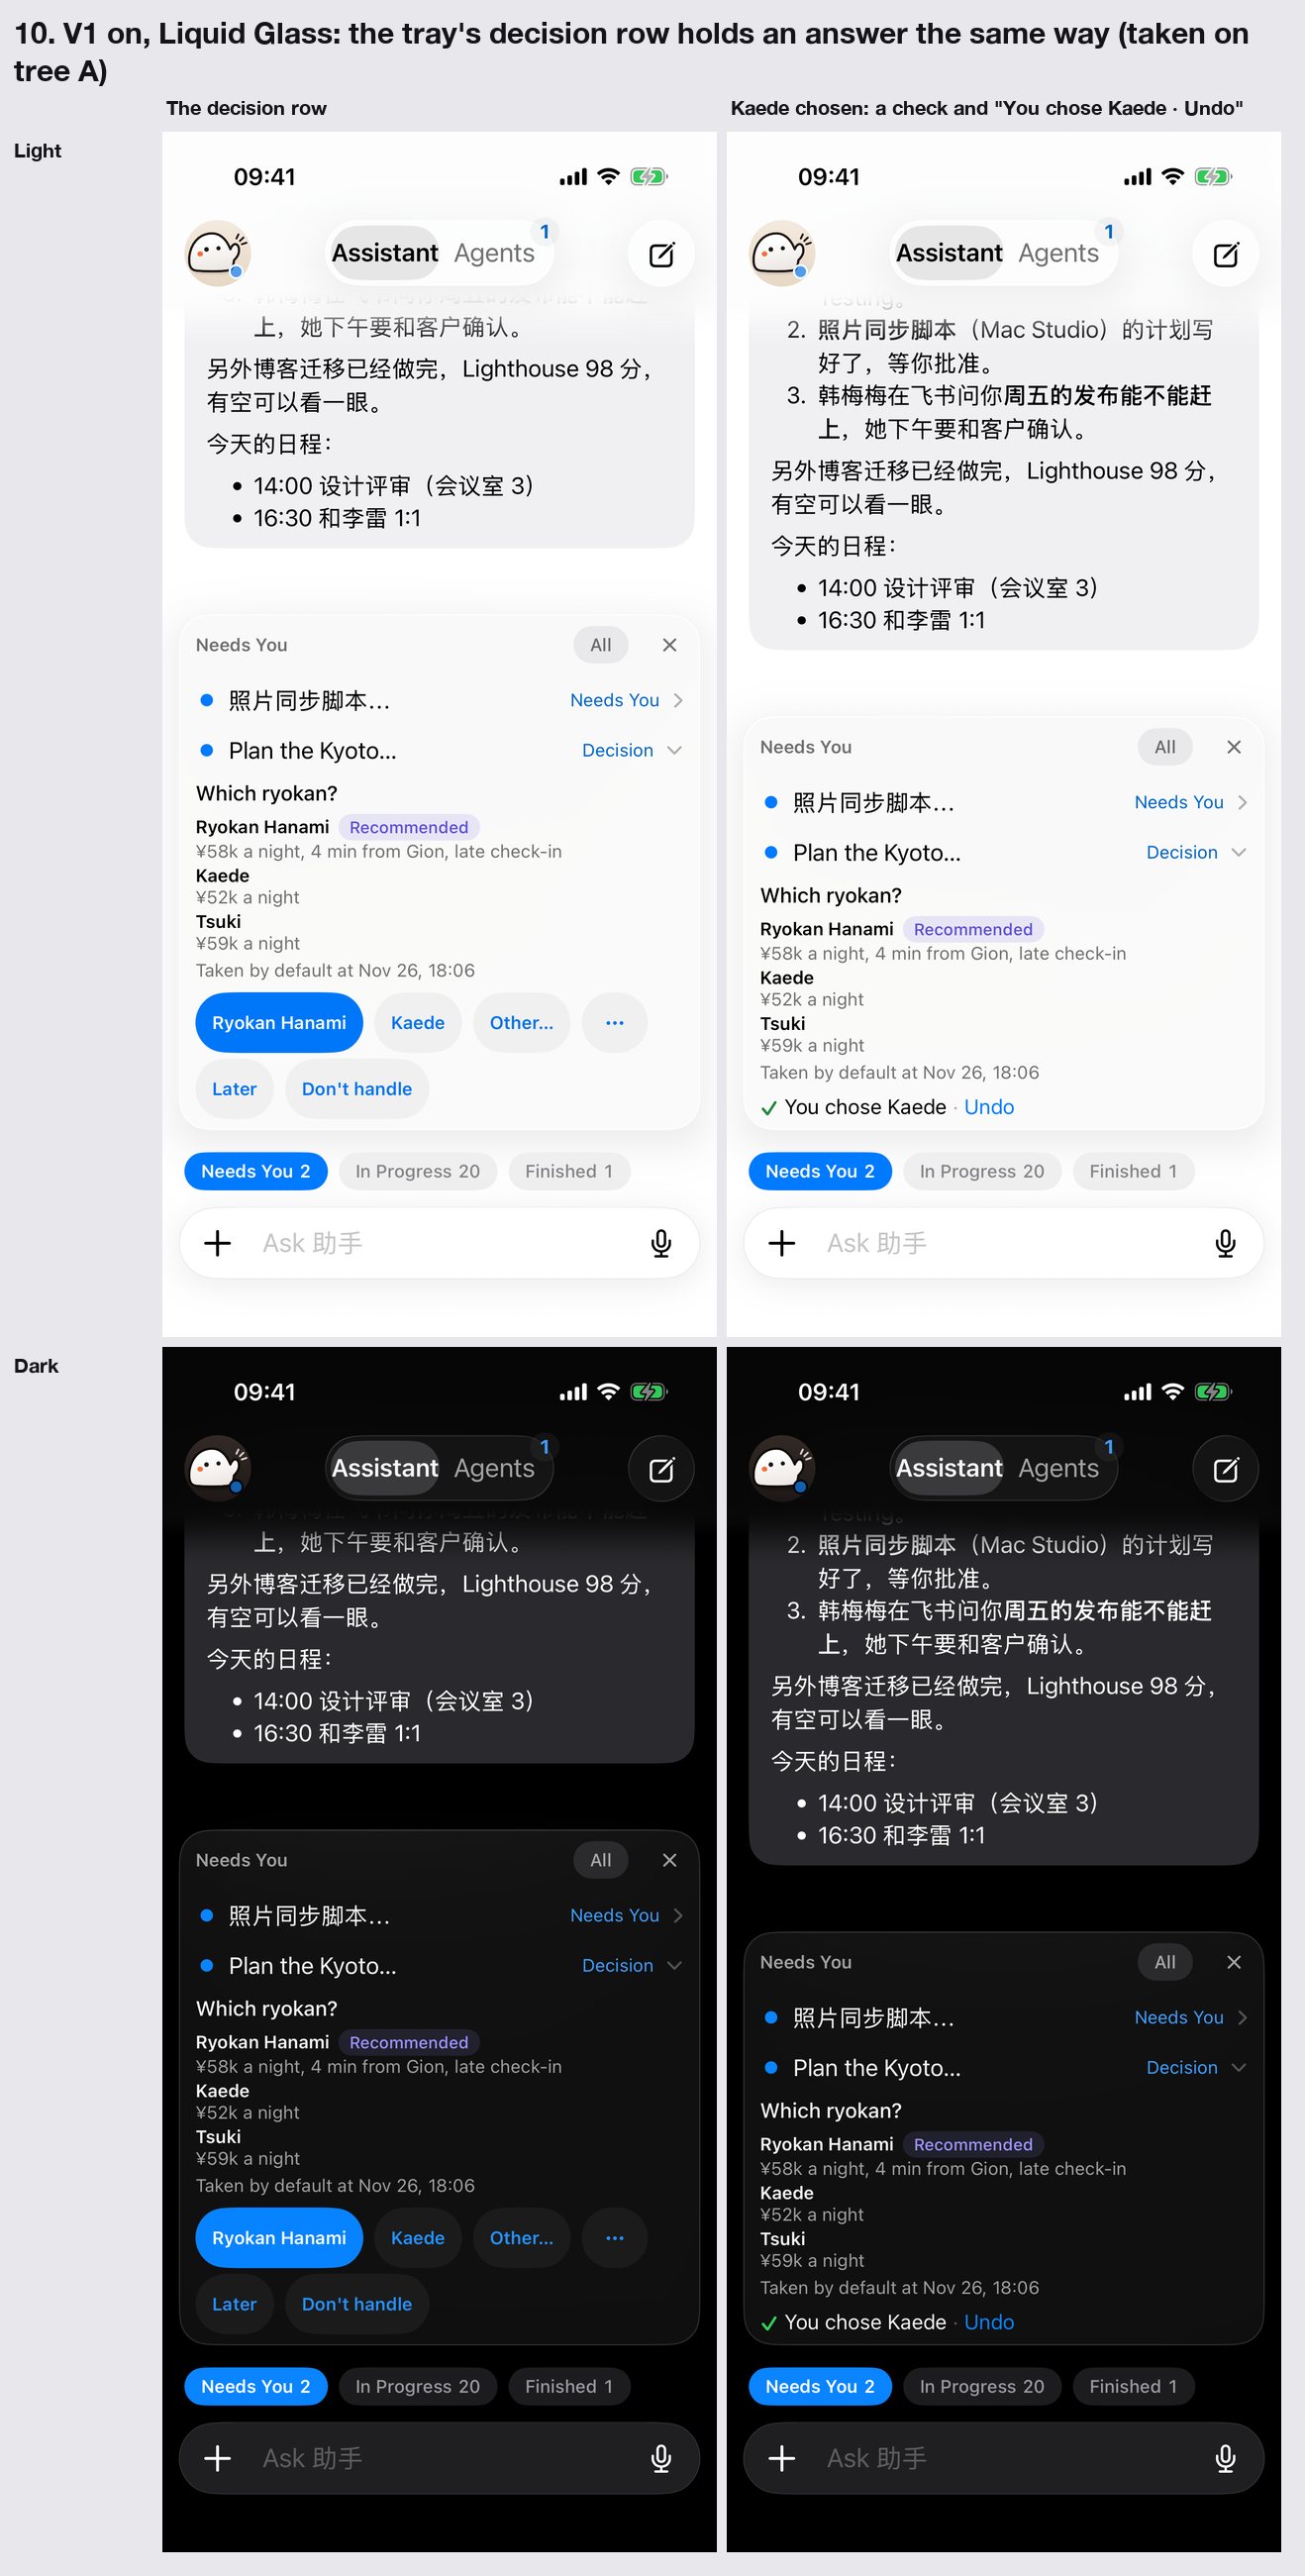 10. V1 on, Liquid Glass: the tray's decision row holds an answer the same way (taken on
tree A)
The decision row
Kaede chosen: a check and "You chose Kaede · Undo"
Light
09:41
Assistant
Agents
1
上，她下午要和客户确认。
另外博客迁移已经做完，Lighthouse 98 分，
有空可以看一眼。
今天的日程：
• 14:00 设计评审（会议室 3）
• 16:30 和李雷 1:1
Needs You
All
照片同步脚本...
Needs You
Plan the Kyoto...
Decision
Which ryokan?
Ryokan Hanami Recommended
¥58k a night, 4 min from Gion, late check-in
Kaede
¥52k a night
Tsuki
¥59k a night
Taken by default at Nov 26, 18:06
Ryokan Hanami
Kaede
Other...
...
Later
Don't handle
Needs You 2
In Progress 20
Finished 1
Ask 助手
09:41
Assistant
Agents
1
Testing。
2. 照片同步脚本（Mac Studio）的计划写
好了，等你批准。
3. 韩梅梅在飞书问你周五的发布能不能赶
上，她下午要和客户确认。
另外博客迁移已经做完，Lighthouse 98 分，
有空可以看一眼。
今天的日程：
• 14:00 设计评审（会议室 3）
• 16:30 和李雷 1:1
Needs You
All
照片同步脚本...
Needs You
Plan the Kyoto...
Decision
Which ryokan?
Ryokan Hanami Recommended
¥58k a night, 4 min from Gion, late check-in
Kaede
¥52k a night
Tsuki
¥59k a night
Taken by default at Nov 26, 18:06
You chose Kaede · Undo
Needs You 2
In Progress 20
Finished 1
Ask 助手
Dark
09:41
Assistant
Agents
1
上，她下午要和客户确认。
另外博客迁移已经做完，Lighthouse 98 分，
有空可以看一眼。
今天的日程：
• 14:00 设计评审（会议室 3）
• 16:30 和李雷 1:1
Needs You
All
照片同步脚本...
Needs You
Plan the Kyoto...
Decision
Which ryokan?
Ryokan Hanami Recommended
¥58k a night, 4 min from Gion, late check-in
Kaede
¥52k a night
Tsuki
¥59k a night
Taken by default at Nov 26, 18:06
Ryokan Hanami
Kaede
Other...
...
Later
Don't handle
Needs You 2
In Progress 20
Finished 1
Ask 助手
09:41
Assistant
Agents
1
Testing。
2. 照片同步脚本（Mac Studio）的计划写
好了，等你批准。
3. 韩梅梅在飞书问你周五的发布能不能赶
上，她下午要和客户确认。
另外博客迁移已经做完，Lighthouse 98 分，
有空可以看一眼。
今天的日程：
• 14:00 设计评审（会议室 3）
• 16:30 和李雷 1:1
Needs You
All
照片同步脚本...
Needs You
Plan the Kyoto...
Decision
Which ryokan?
Ryokan Hanami Recommended
¥58k a night, 4 min from Gion, late check-in
Kaede
¥52k a night
Tsuki
¥59k a night
Taken by default at Nov 26, 18:06
You chose Kaede · Undo
Needs You 2
In Progress 20
Finished 1
Ask 助手